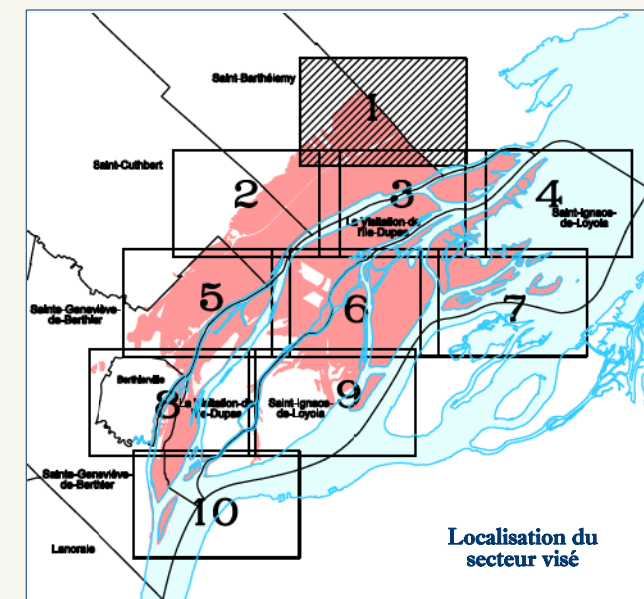 Saint-Barthélemy
1
Saint-Cuthbert
2
3
4
La Visitation-de-
l'Île-Dupas
Saint-Ignace-
de-Loyola
Sainte-Geneviève-
de-Berthier
5
6
7
Berthierville
8
La Visitation-de-
l'Île-Dupas
Saint-Ignace-
de-Loyola
9
Sainte-Geneviève-
de-Berthier
10
Lanoraie
Localisation du
secteur visé